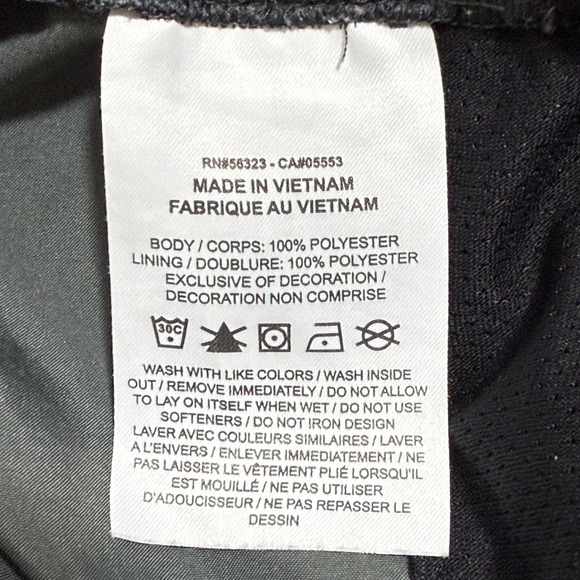 RN#56323 - CA#05553
MADE IN VIETNAM
FABRIQUE AU VIETNAM
BODY / CORPS: 100% POLYESTER
LINING / DOUBLURE: 100% POLYESTER
EXCLUSIVE OF DECORATION /
DECORATION NON COMPRISE
30C
WASH WITH LIKE COLORS / WASH INSIDE
OUT / REMOVE IMMEDIATELY / DO NOT ALLOW
TO LAY ON ITSELF WHEN WET / DO NOT USE
SOFTENERS / DO NOT IRON DESIGN
LAVER AVEC COULEURS SIMILAIRES / LAVER
A L'ENVERS / ENLEVER IMMEDIATEMENT / NE
PAS LAISSER LE VÊTEMENT PLIÉ LORSQU'IL
EST MOUILLÉ / NE PAS UTILISER
D'ADOUCISSEUR / NE PAS REPASSER LE
DESSIN